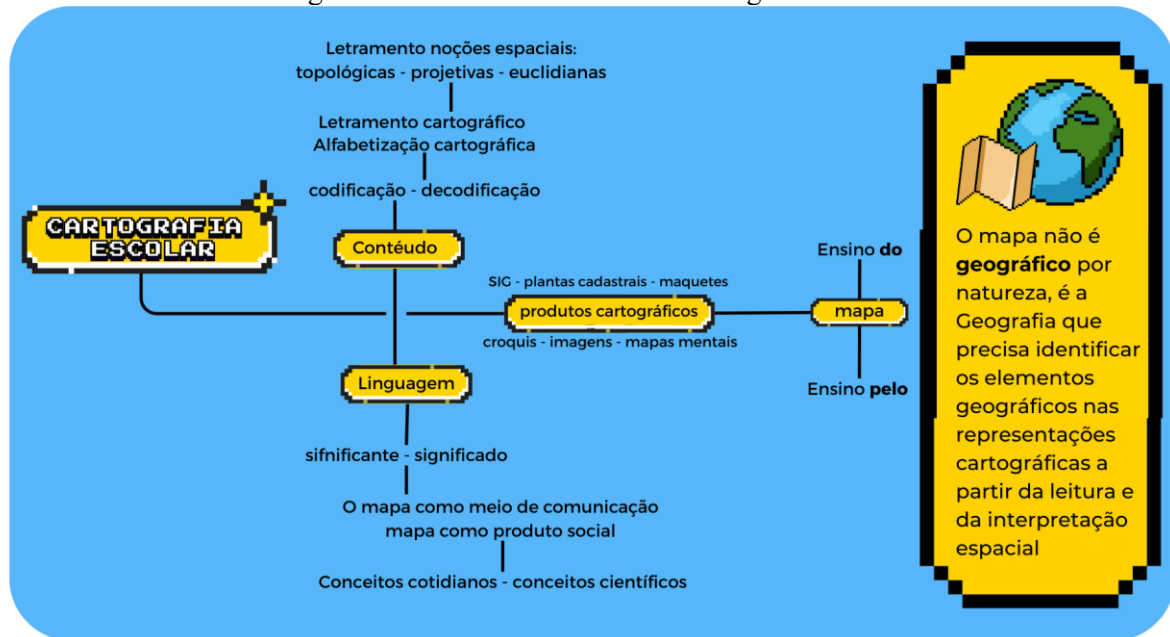 Letramento noções espaciais:
topológicas - projetivas - euclidianas
Letramento cartográfico
Alfabetização cartográfica
codificação - decodificação
CARTOGRAFIA
ESCOLAR
Contéudo
Ensino do
SIG - plantas cadastrais - maquetes
produtos cartográficos
mapa
croquis - imagens - mapas mentais
Linguagem
Ensino pelo
sifnificante - significado
O mapa como meio de comunicação
mapa como produto social
Conceitos cotidianos - conceitos científicos
O mapa não é
geográfico por
natureza, é a
Geografia que
precisa identificar
os elementos
geográficos nas
representações
cartográficas a
partir da leitura e
da interpretação
espacial